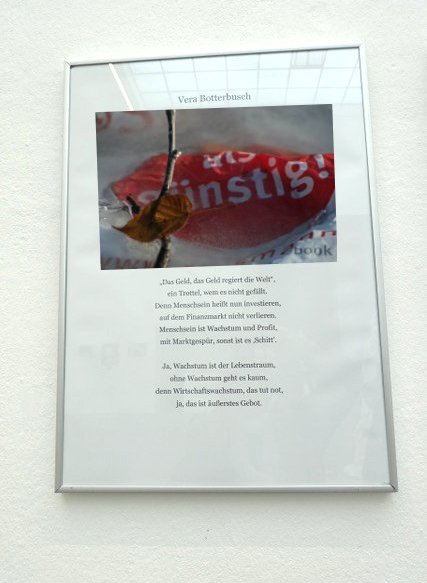 Vera Botterbusch
als
günstig!
book
„Das Geld, das Geld regiert die Welt“,
ein Trottel, wem es nicht gefällt.
Denn Menschsein heißt nun investieren,
auf dem Finanzmarkt nicht verlieren.
Menschsein ist Wachstum und Profit,
mit Marktgespür, sonst ist es ‚Schitt‘.
Ja, Wachstum ist der Lebenstraum,
ohne Wachstum geht es kaum,
denn Wirtschaftswachstum, das tut not,
ja, das ist äußerstes Gebot.